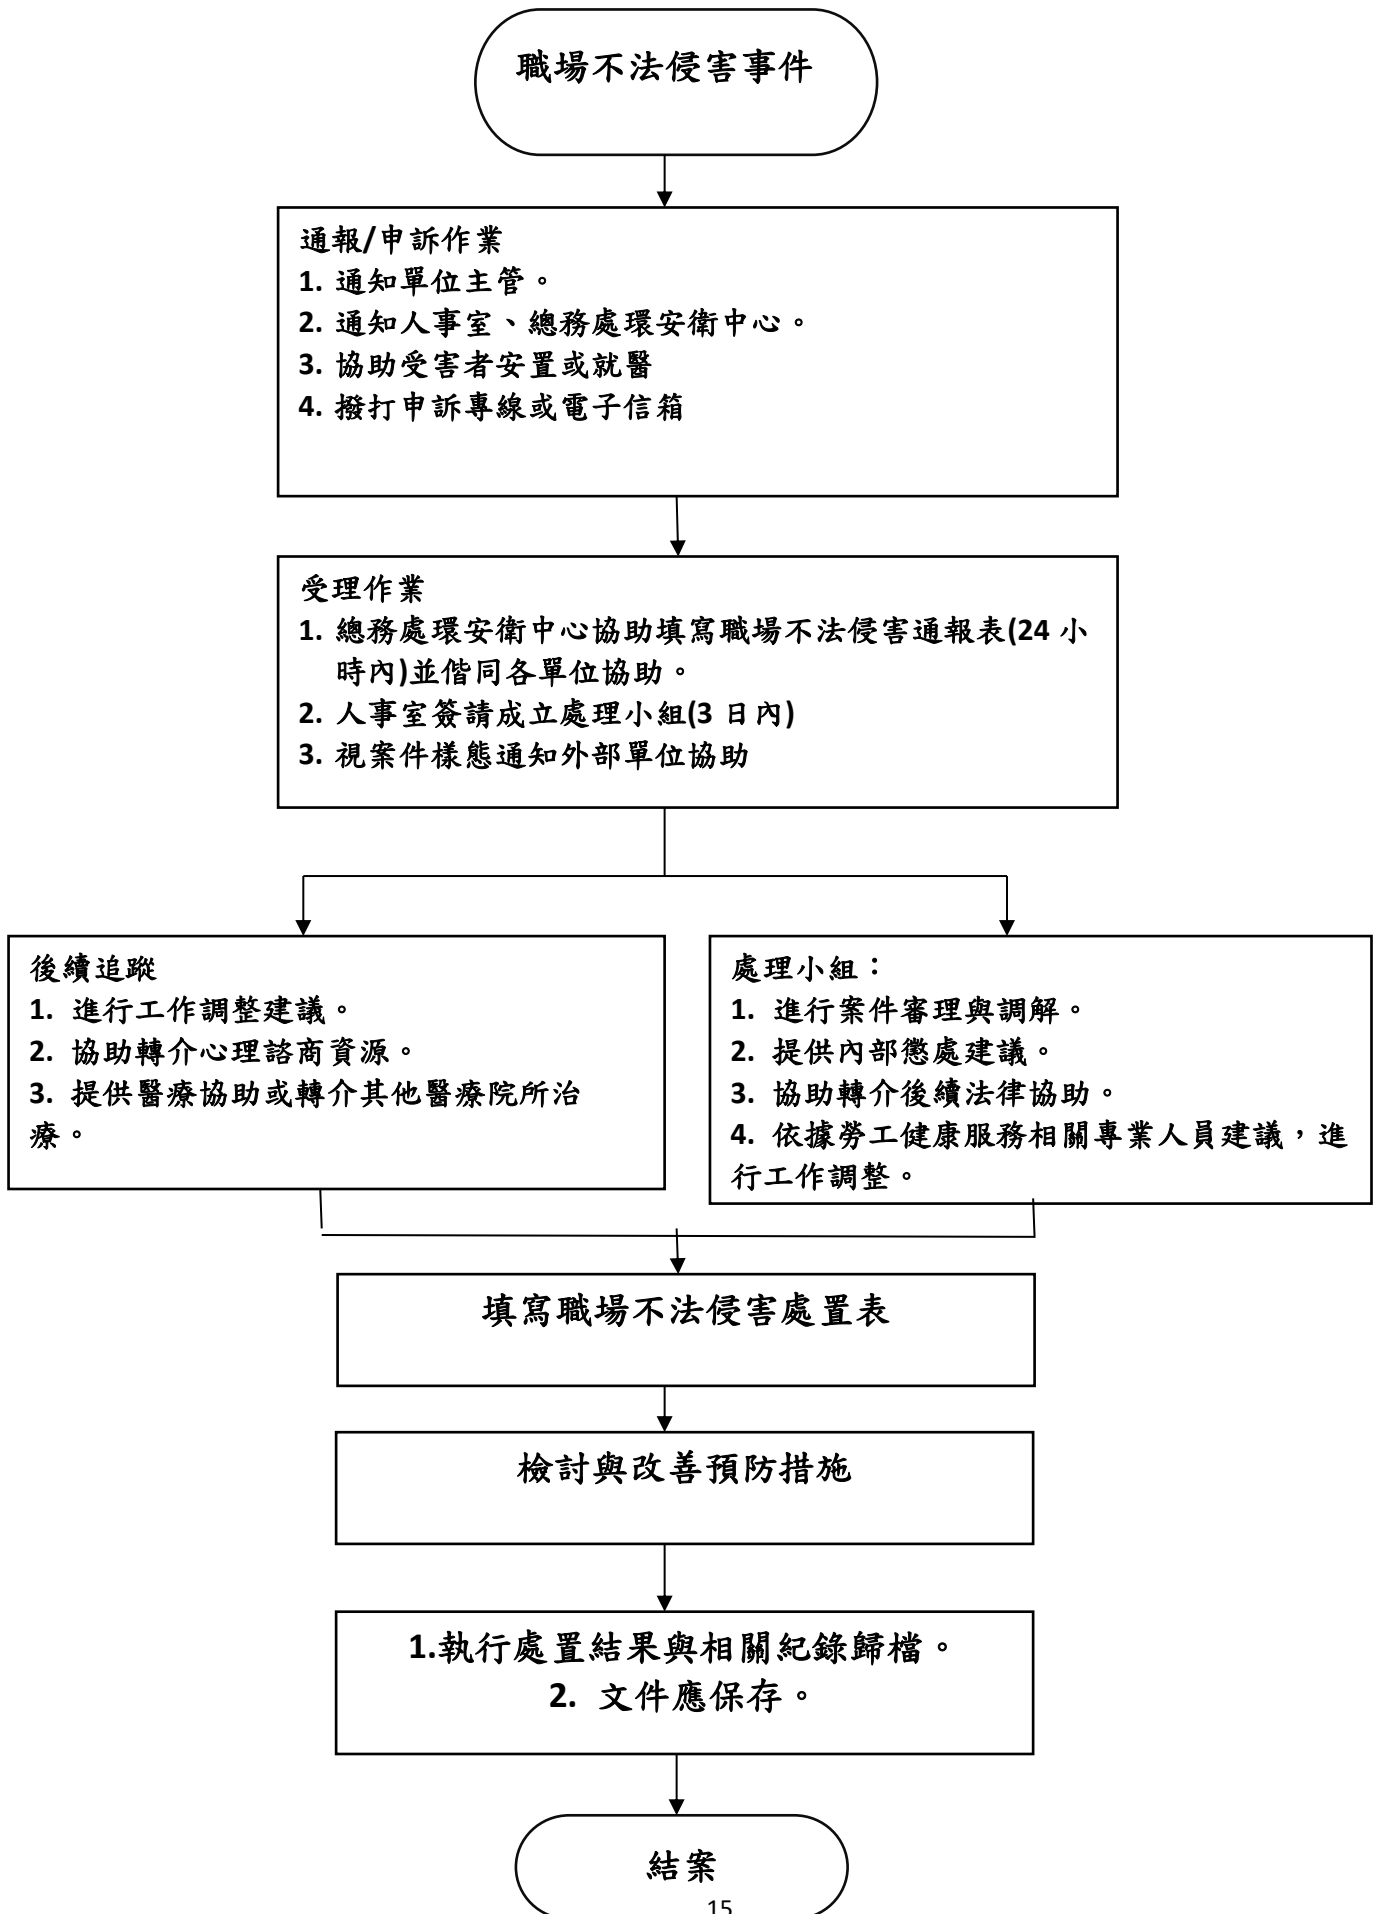 職場不法侵害事件
通報/申訴作業
1. 通知單位主管。
2. 通知人事室、總務處環安衛中心。
3. 協助受害者安置或就醫
4. 撥打申訴專線或電子信箱
受理作業
1. 總務處環安衛中心協助填寫職場不法侵害通報表(24 小
時內)並偕同各單位協助。
2. 人事室簽請成立處理小組(3 日內)
3. 視案件樣態通知外部單位協助
後續追蹤
1. 進行工作調整建議。
2. 協助轉介心理諮商資源。
3. 提供醫療協助或轉介其他醫療院所治
療。
處理小組：
1. 進行案件審理與調解。
2. 提供內部懲處建議。
3. 協助轉介後續法律協助。
4. 依據勞工健康服務相關專業人員建議，進
行工作調整。
填寫職場不法侵害處置表
檢討與改善預防措施
1.執行處置結果與相關紀錄歸檔。
2. 文件應保存。
結案
15